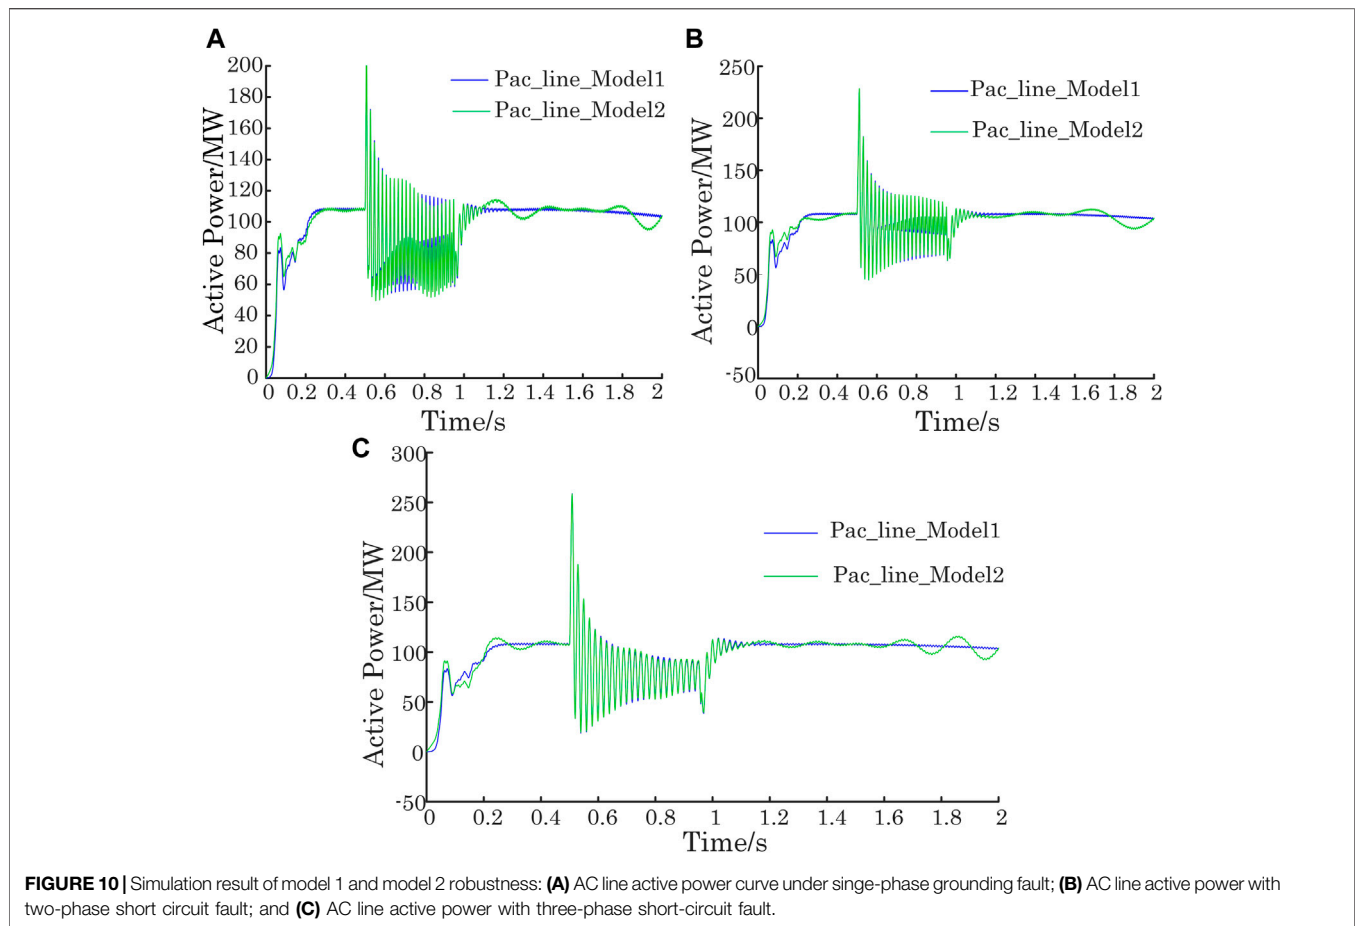 A
200
180
160
140
120
100
80
60
40
20
0
Active Power/MW
Pac_line_Model1
Pac_line_Model2
0 0.2 0.4 0.6 0.8 1 1.2 1.4 1.6 1.8 2
Time/s
B
250
200
150
100
50
0
-50
Active Power/MW
Pac_line_Model1
Pac_line_Model2
0 0.2 0.4 0.6 0.8 1 1.2 1.4 1.6 1.8 2
Time/s
C
300
250
200
150
100
50
0
-50
Active Power/MW
Pac_line_Model1
Pac_line_Model2
0 0.2 0.4 0.6 0.8 1 1.2 1.4 1.6 1.8 2
Time/s
FIGURE 10 | Simulation result of model 1 and model 2 robustness: (A) AC line active power curve under singe-phase grounding fault; (B) AC line active power with
two-phase short circuit fault; and (C) AC line active power with three-phase short-circuit fault.